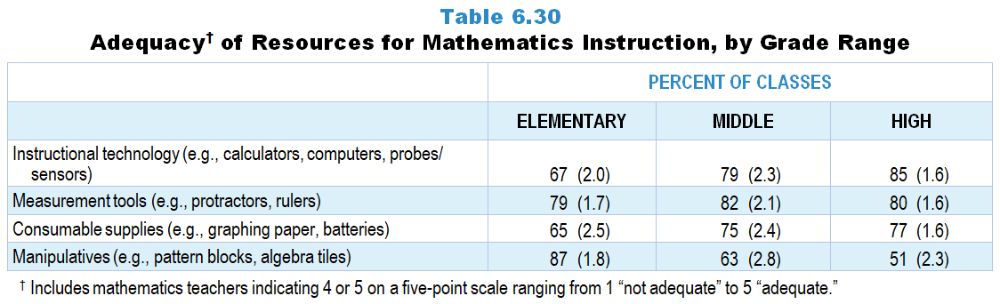 Table 6.30
Adequacy† of Resources for Mathematics Instruction, by Grade Range
PERCENT OF CLASSES
ELEMENTARY MIDDLE HIGH
Instructional technology (e.g., calculators, computers, probes/
sensors) 67 (2.0) 79 (2.3) 85 (1.6)
Measurement tools (e.g., protractors, rulers) 79 (1.7) 82 (2.1) 80 (1.6)
Consumable supplies (e.g., graphing paper, batteries) 65 (2.5) 75 (2.4) 77 (1.6)
Manipulatives (e.g., pattern blocks, algebra tiles) 87 (1.8) 63 (2.8) 51 (2.3)
† Includes mathematics teachers indicating 4 or 5 on a five-point scale ranging from 1 “not adequate” to 5 “adequate.”